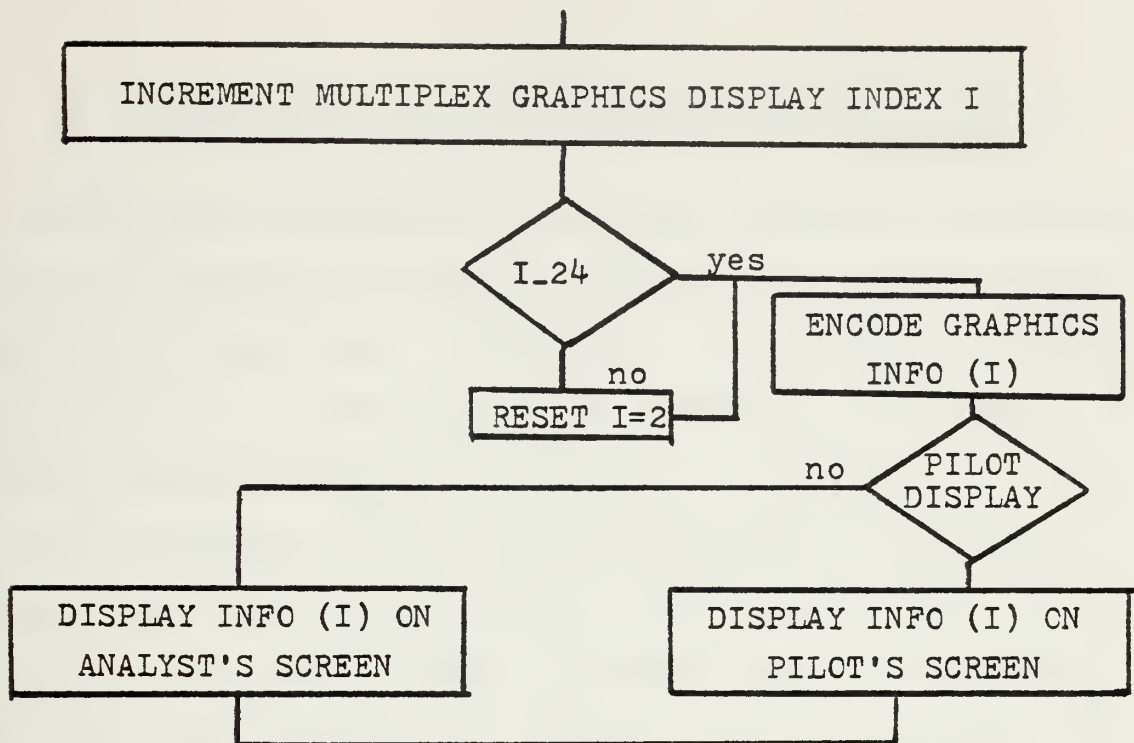 INCREMENT MULTIPLEX GRAPHICS DISPLAY INDEX I
I_24
yes
ENCODE GRAPHICS
INFO (I)
no
RESET I=2
PILOT
DISPLAY
no
DISPLAY INFO (I) ON
ANALYST'S SCREEN
DISPLAY INFO (I) ON
PILOT'S SCREEN